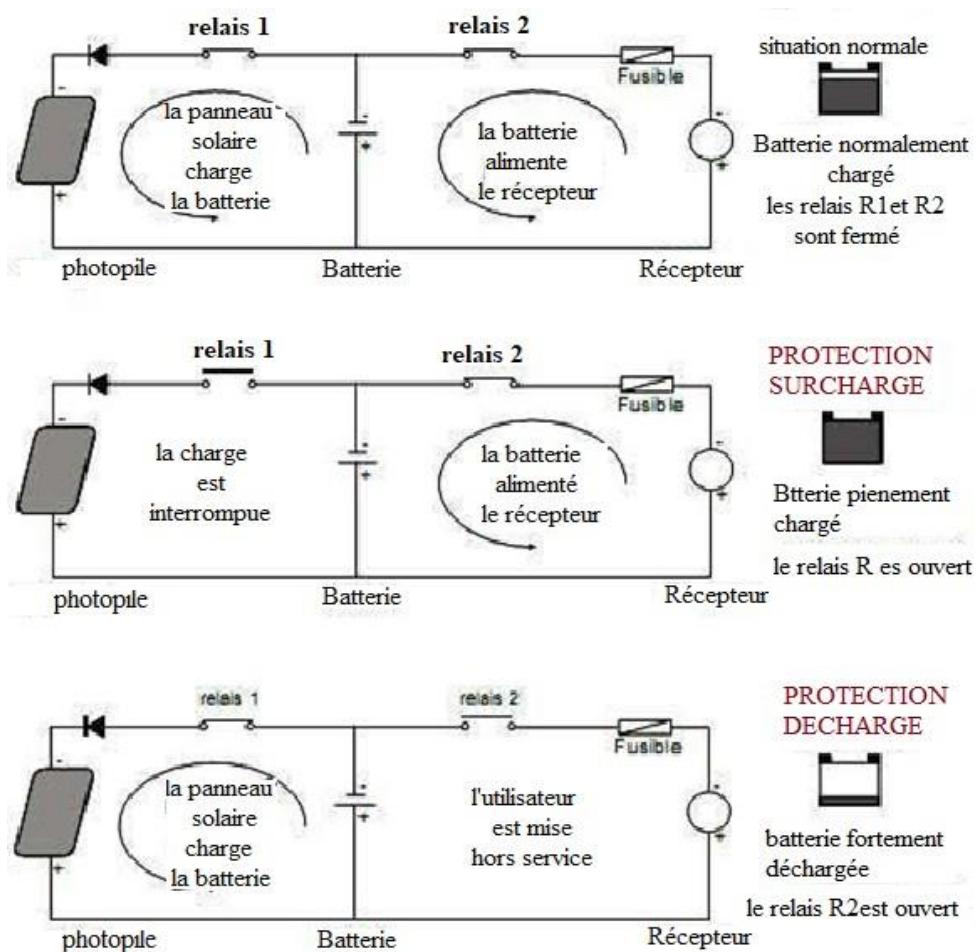 relais 1
relais 2
Fusible
la panneau
solaire
charge
la batterie
la batterie
alimente
le récepteur
photopile
Batterie
Récepteur
situation normale
Batterie normalement
chargé
les relais R1et R2
sont fermé
relais 1
relais 2
Fusible
la charge
est
interrompue
la batterie
alimenté
le récepteur
photopile
Batterie
Récepteur
PROTECTION
SURCHARGE
Btterie pienement
chargé
le relais R es ouvert
relais 1
relais 2
Fusible
la panneau
solaire
charge
la batterie
l'utilisateur
est mise
hors service
photopile
Batterie
Récepteur
PROTECTION
DECHARGE
batterie fortement
déchargée
le relais R2est ouvert